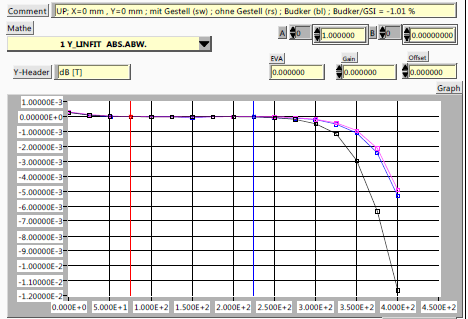 Comment UP; X=0 mm , Y=0 mm ; mit Gestell (sw) ; ohne Gestell (rs) ; Budker (bl) ; Budker/GSI = -1.01 %
Mathe
1 Y_LINFIT ABS.ABW.
A 0 1.000000 B 0 0.00000000
EVA Gain Offset
Y-Header dB [T] 0.000000 0.00000 0.000000
Graph
1.00000E-3
0.00000E+0
-1.00000E-3
-2.00000E-3
-3.00000E-3
-4.00000E-3
-5.00000E-3
-6.00000E-3
-7.00000E-3
-8.00000E-3
-9.00000E-3
-1.00000E-2
-1.10000E-2
-1.20000E-2
0.000E+0 5.000E+1 1.000E+2 1.500E+2 2.000E+2 2.500E+2 3.000E+2 3.500E+2 4.000E+2 4.500E+2